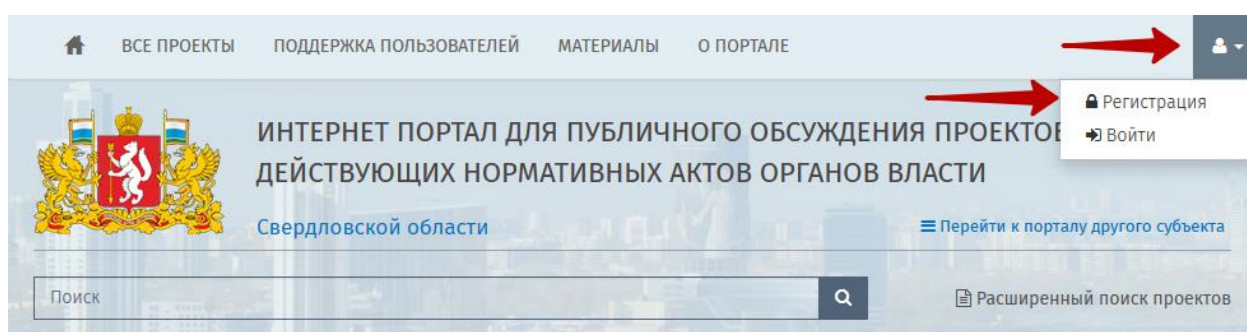 ВСЕ ПРОЕКТЫ ПОДДЕРЖКА ПОЛЬЗОВАТЕЛЕЙ МАТЕРИАЛЫ О ПОРТАЛЕ
Регистрация
Войти
ИНТЕРНЕТ ПОРТАЛ ДЛЯ ПУБЛИЧНОГО ОБСУЖДЕНИЯ ПРОЕКТОВ
ДЕЙСТВУЮЩИХ НОРМАТИВНЫХ АКТОВ ОРГАНОВ ВЛАСТИ
Свердловской области
Перейти к порталу другого субъекта
Поиск
Расширенный поиск проектов